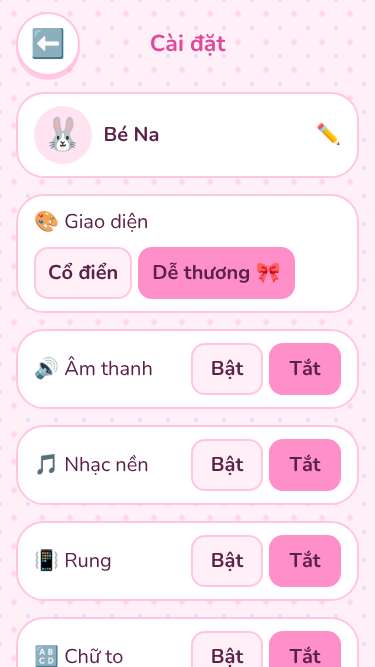 Cài đặt
Bé Na
Giao diện
Cổ điển Dễ thương
Âm thanh Bật Tắt
Nhạc nền Bật Tắt
Rung Bật Tắt
Chữ to Bật Tắt